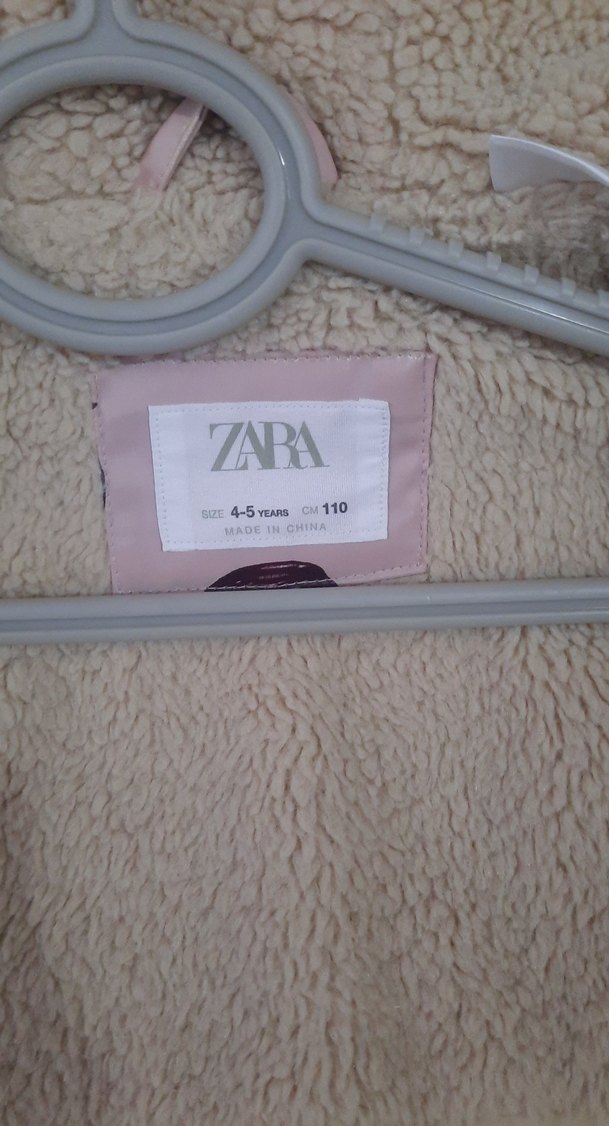 ZARA
SIZE 4-5 YEARS CM 110
MADE IN CHINA